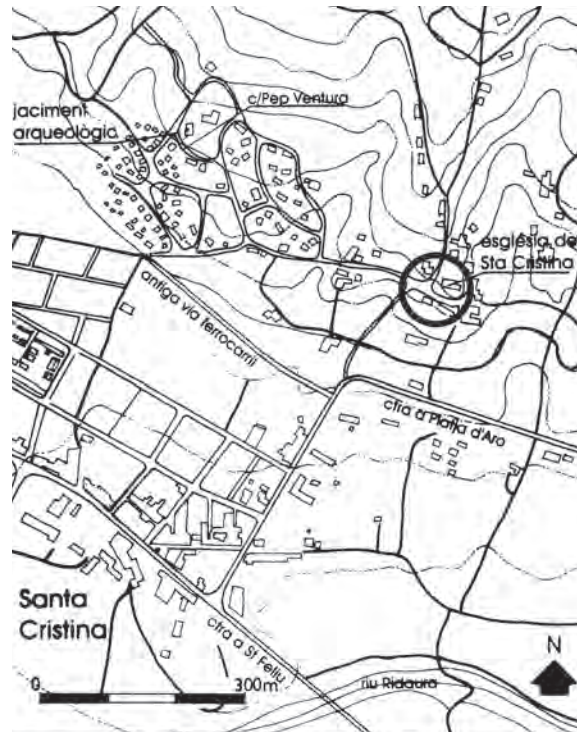 c/Pep Ventura
jaciment
arqueològic
església de
Sta Cristina
antiga via ferrocarril
ctra a Platja d'Aro
Santa
Cristina
ctra a St Feliu
N
0
300m
riu Ridaura